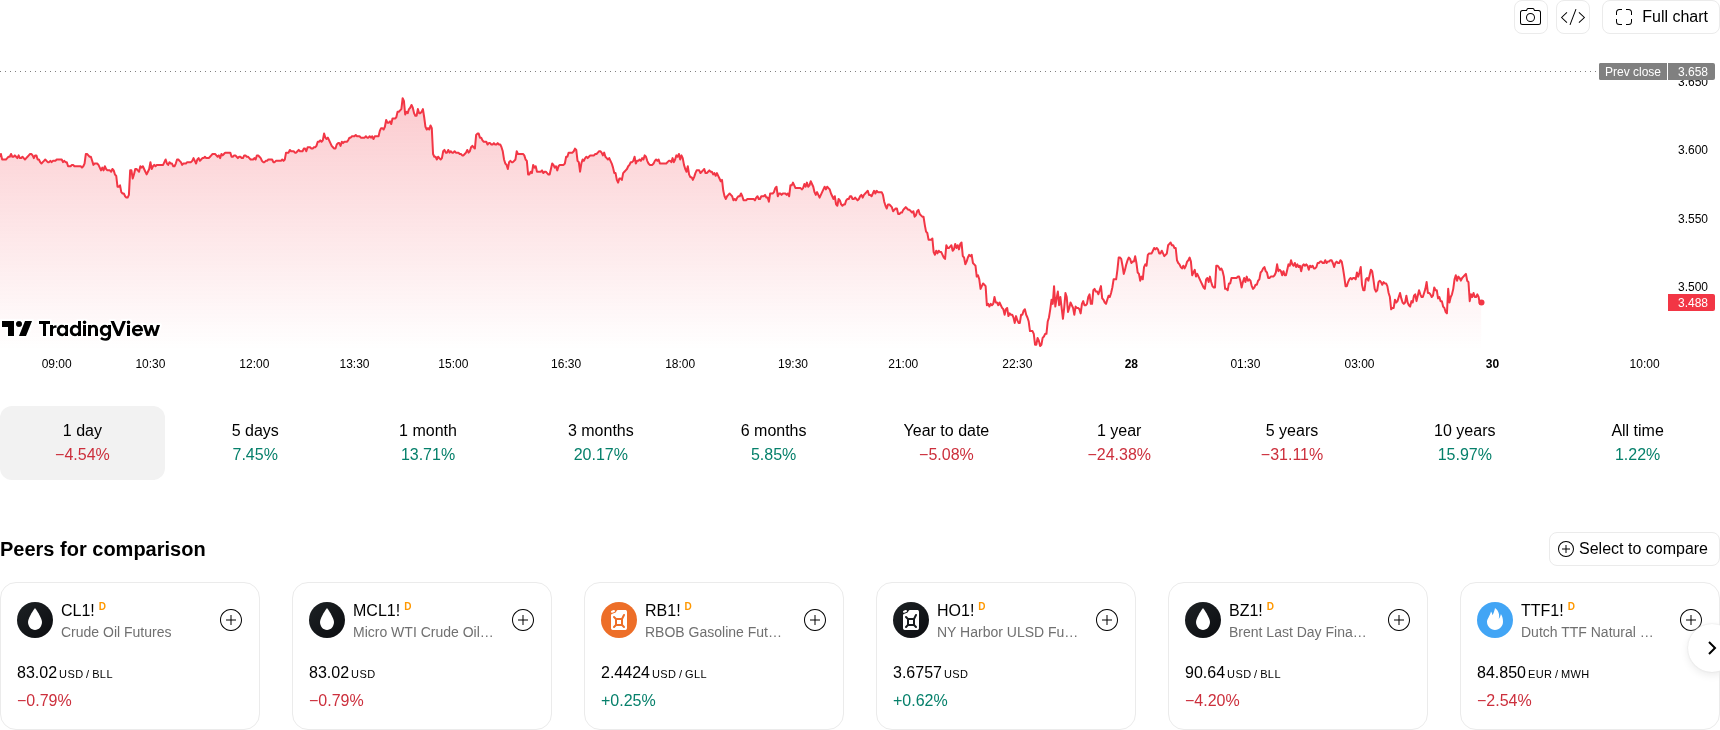 Full chart
Prev close 3.658
3.650
3.600
3.550
3.500
3.488
TradingView
09:00 10:30 12:00 13:30 15:00 16:30 18:00 19:30 21:00 22:30 28 01:30 03:00 30 10:00
1 day 5 days 1 month 3 months 6 months Year to date 1 year 5 years 10 years All time
−4.54% 7.45% 13.71% 20.17% 5.85% −5.08% −24.38% −31.11% 15.97% 1.22%
Peers for comparison
Select to compare
CL1! D
Crude Oil Futures
83.02 USD / BLL
−0.79%
MCL1! D
Micro WTI Crude Oil…
83.02 USD
−0.79%
RB1! D
RBOB Gasoline Fut…
2.4424 USD / GLL
+0.25%
HO1! D
NY Harbor ULSD Fu…
3.6757 USD
+0.62%
BZ1! D
Brent Last Day Fina…
90.64 USD / BLL
−4.20%
TTF1! D
Dutch TTF Natural …
84.850 EUR / MWH
−2.54%